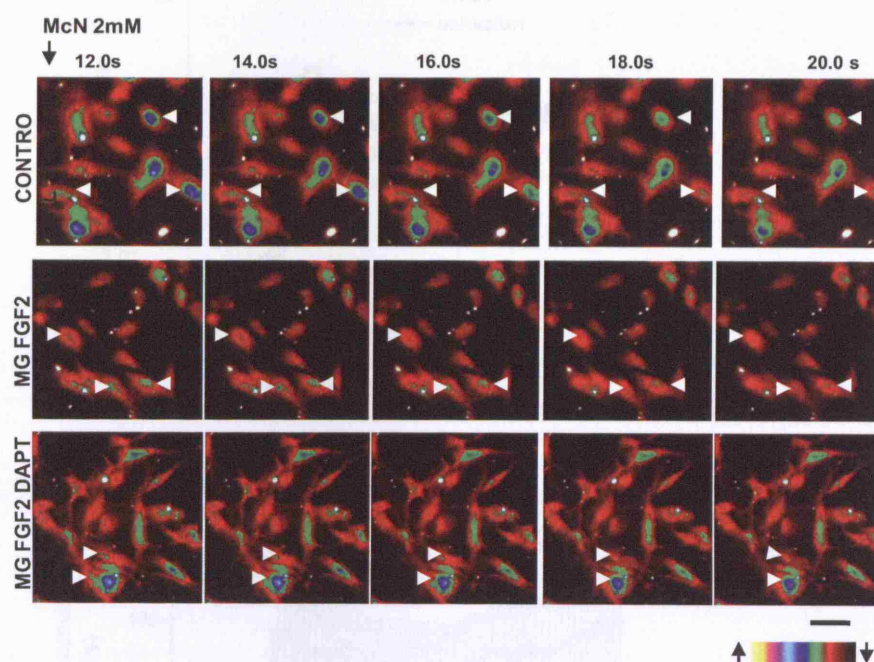 McN 2mM
12.0s 14.0s 16.0s 18.0s 20.0 s
CONTRO
MG FGF2
MG FGF2 DAPT